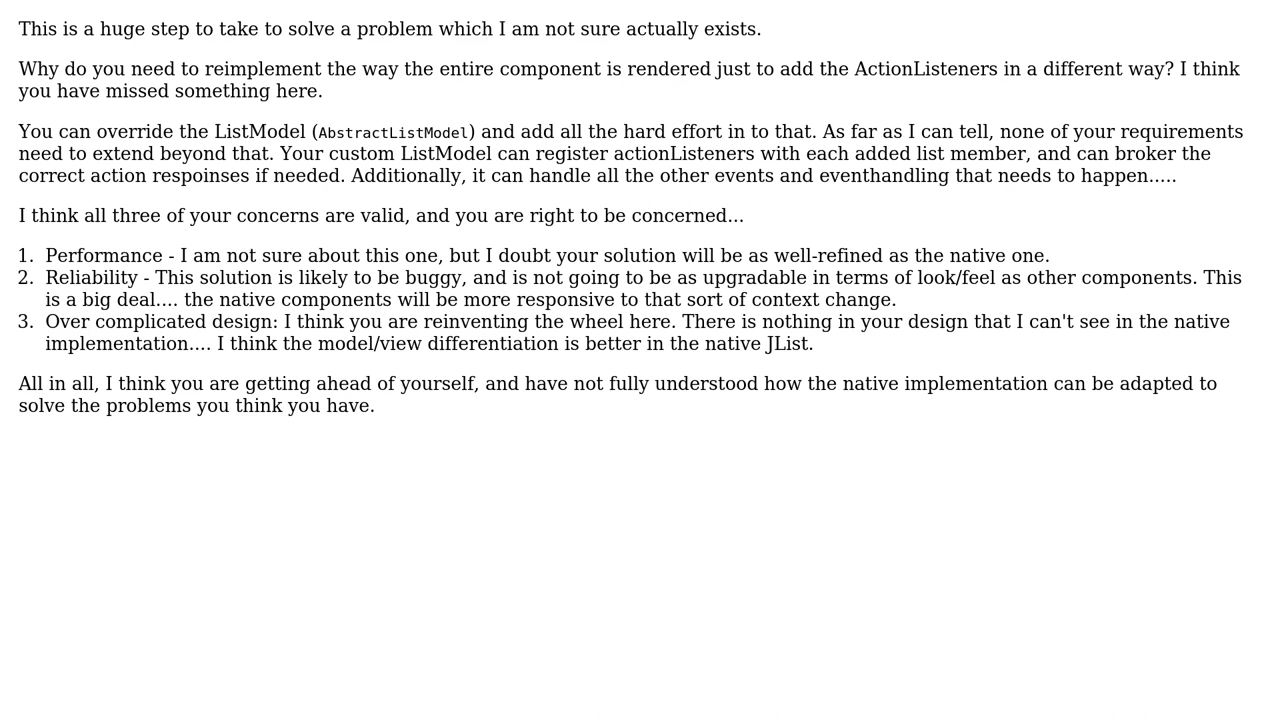 This is a huge step to take to solve a problem which I am not sure actually exists.
Why do you need to reimplement the way the entire component is rendered just to add the ActionListeners in a different way? I think
you have missed something here.
You can override the ListModel (AbstractListModel) and add all the hard effort in to that. As far as I can tell, none of your requirements
need to extend beyond that. Your custom ListModel can register actionListeners with each added list member, and can broker the
correct action respoinses if needed. Additionally, it can handle all the other events and eventhandling that needs to happen.....
I think all three of your concerns are valid, and you are right to be concerned...
1. Performance - I am not sure about this one, but I doubt your solution will be as well-refined as the native one.
2. Reliability - This solution is likely to be buggy, and is not going to be as upgradable in terms of look/feel as other components. This
is a big deal.... the native components will be more responsive to that sort of context change.
3. Over complicated design: I think you are reinventing the wheel here. There is nothing in your design that I can't see in the native
implementation.... I think the model/view differentiation is better in the native JList.
All in all, I think you are getting ahead of yourself, and have not fully understood how the native implementation can be adapted to
solve the problems you think you have.